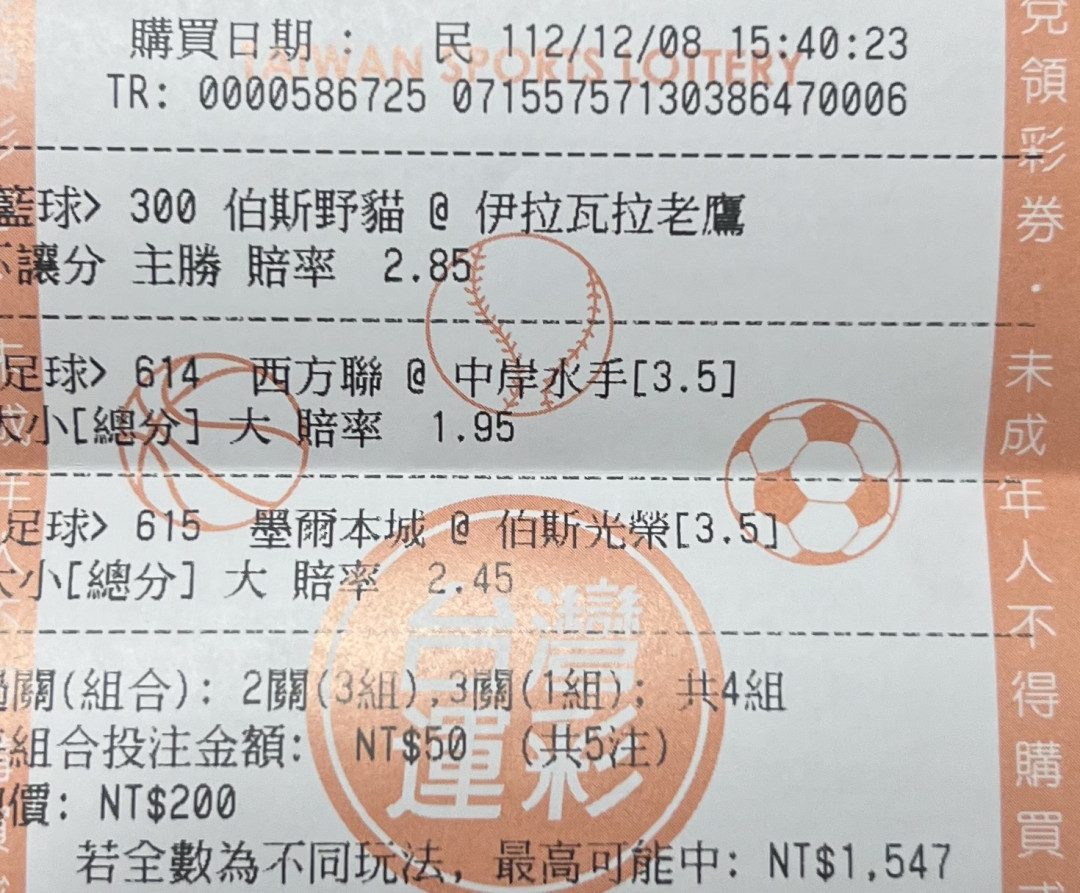 購買日期： 民 112/12/08 15:40:23
TAIWAN SPORTS LOTTERY
TR: 0000586725 071557571130386470006
籃球> 300 伯斯野貓 @ 伊拉瓦拉老鷹
不讓分 主勝 賠率 2.85
足球> 614 西方聯 @ 中岸水手[3.5]
大小[總分] 大 賠率 1.95
足球> 615 墨爾本城 @ 伯斯光榮[3.5]
大小[總分] 大 賠率 2.45
過關(組合): 2關(3組),3關(1組); 共4組
組合投注金額: NT$50 (共5注)
價: NT$200
若全數為不同玩法, 最高可能中: NT$1,547
台灣
運彩
兌領彩券・未成年人不得購買